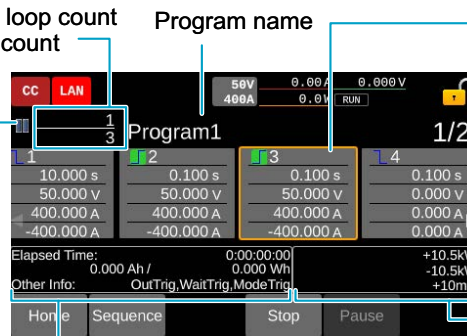 loop count
count
Program name
CC LAN 50V 400A 0.00A 0.000V 0.0W RUN
1
3
Program1 1/2
1 2 3 4
10.000 s 0.100 s 0.100 s 0.100 s
50.000 V 50.000 V 50.000 V 0.000 V
400.000 A 400.000 A 400.000 A 0.000 A
-400.000 A -400.000 A -400.000 A 0.000 A
Elapsed Time: 0:00:00:00 +10.5k
0.000 Ah / 0.000 Wh -10.5k
Other Info: OutTrig,WaitTrig,ModeTrig +10m
Home Sequence Stop Pause